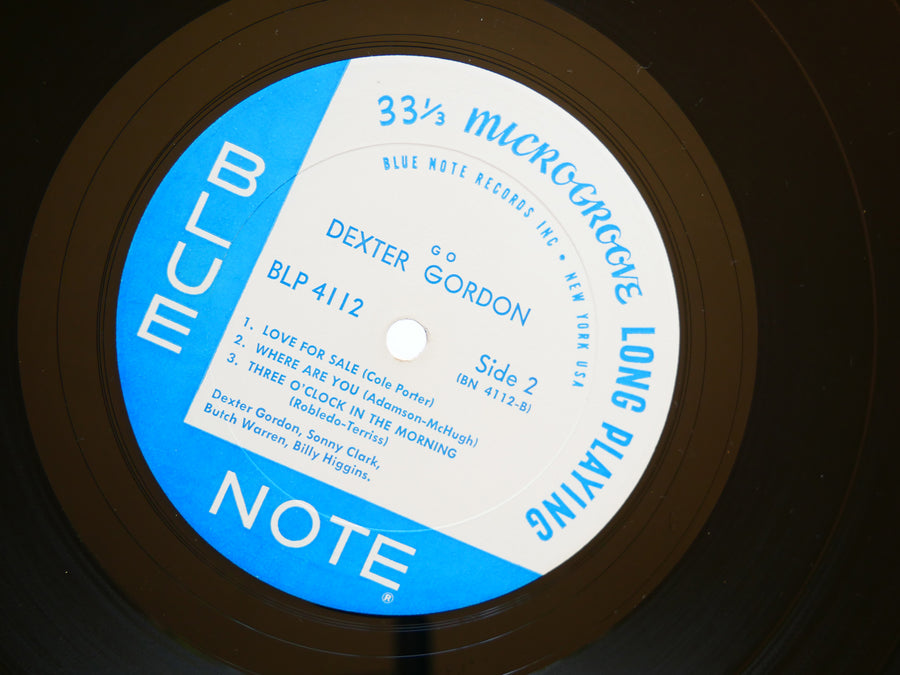 33⅓ MICROGROOVE LONG PLAYING
BLUE NOTE RECORDS INC • NEW YORK USA
BLUE
NOTE
®
GO
DEXTER GORDON
BLP 4112
Side 2
(BN 4112-B)
1. LOVE FOR SALE (Cole Porter)
2. WHERE ARE YOU (Adamson-McHugh)
3. THREE O'CLOCK IN THE MORNING
(Robledo-Terriss)
Dexter Gordon, Sonny Clark,
Butch Warren, Billy Higgins.